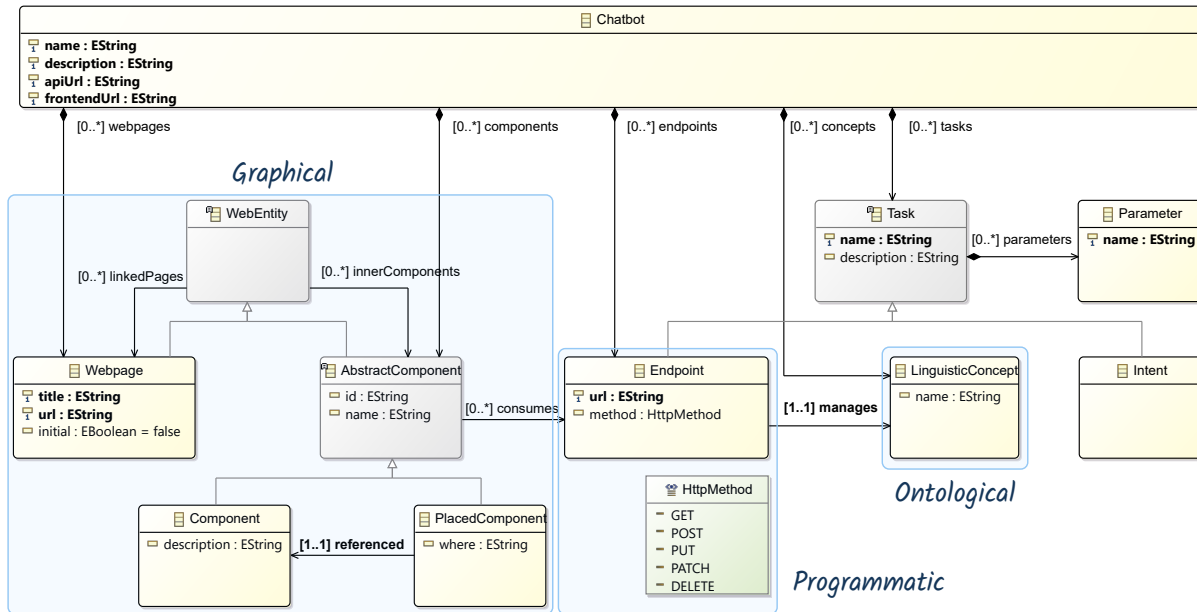 Chatbot
name : EString
description : EString
apiUrl : EString
frontendUrl : EString
[0..*] webpages
[0..*] components
[0..*] endpoints
[0..*] concepts
[0..*] tasks
Graphical
WebEntity
[0..*] linkedPages
[0..*] innerComponents
Task
name : EString
description : EString
[0..*] parameters
Parameter
name : EString
Webpage
title : EString
url : EString
initial : EBoolean = false
AbstractComponent
id : EString
name : EString
[0..*] consumes
Endpoint
url : EString
method : HttpMethod
[1..1] manages
LinguisticConcept
name : EString
Intent
Ontological
Component
description : EString
[1..1] referenced
PlacedComponent
where : EString
HttpMethod
GET
POST
PUT
PATCH
DELETE
Programmatic